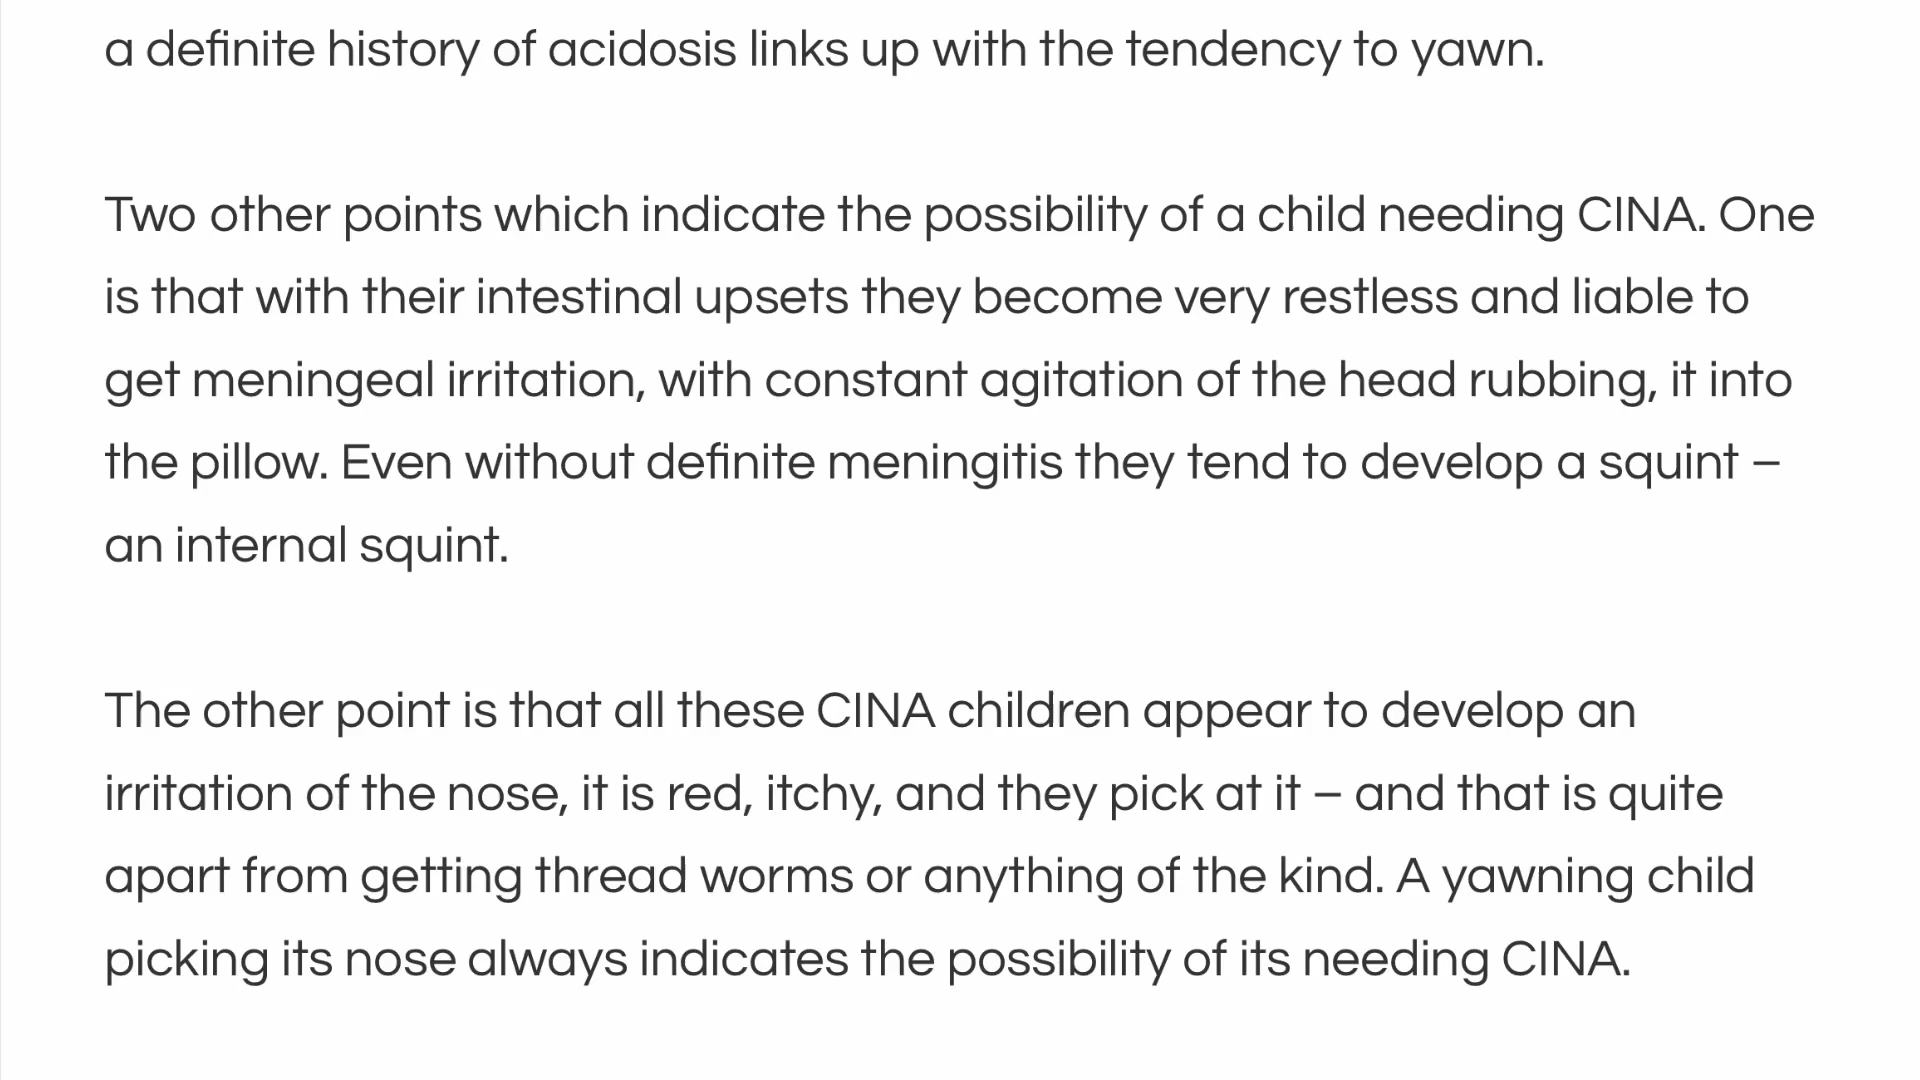 a definite history of acidosis links up with the tendency to yawn.
Two other points which indicate the possibility of a child needing CINA. One
is that with their intestinal upsets they become very restless and liable to
get meningeal irritation, with constant agitation of the head rubbing, it into
the pillow. Even without definite meningitis they tend to develop a squint –
an internal squint.
The other point is that all these CINA children appear to develop an
irritation of the nose, it is red, itchy, and they pick at it – and that is quite
apart from getting thread worms or anything of the kind. A yawning child
picking its nose always indicates the possibility of its needing CINA.